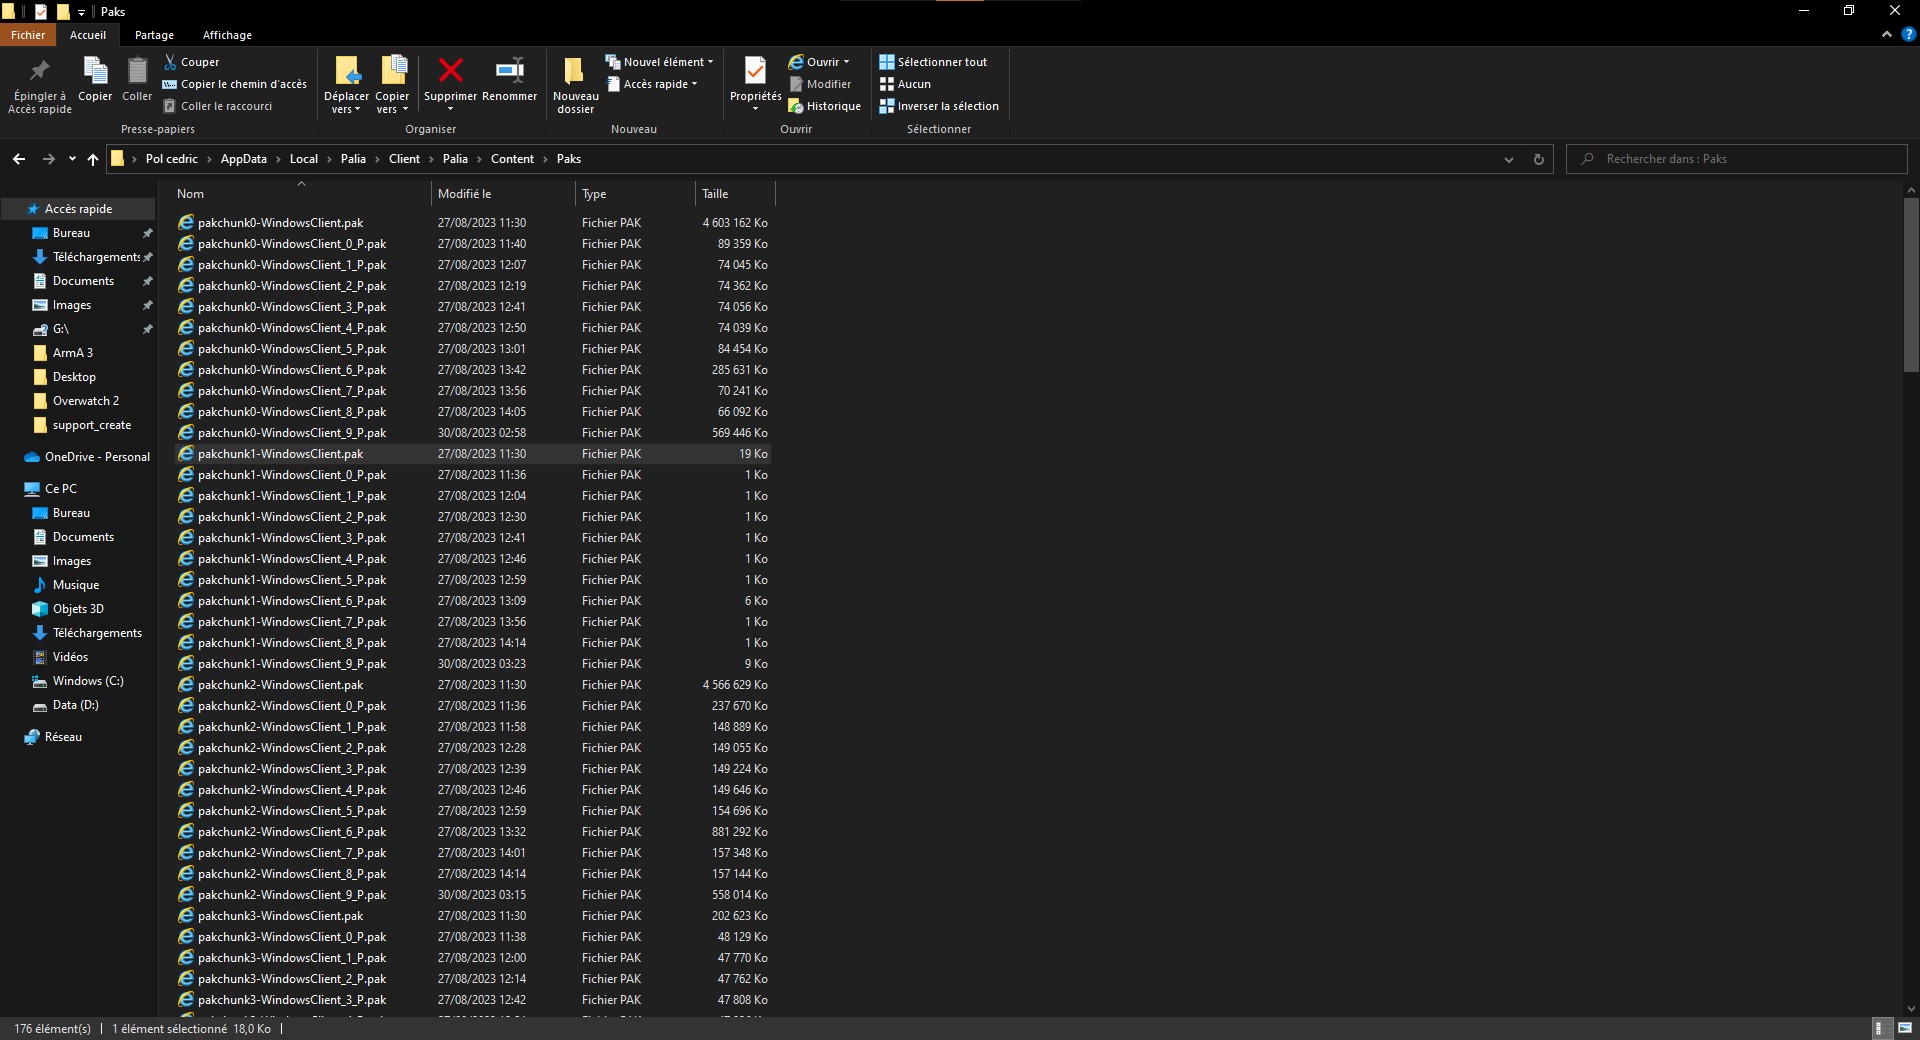 Paks
Fichier Accueil Partage Affichage
Épingler à Accès rapide
Copier
Coller
Couper
Copier le chemin d'accès
Coller le raccourci
Presse-papiers
Déplacer vers
Copier vers
Supprimer
Renommer
Organiser
Nouveau dossier
Nouvel élément
Accès rapide
Nouveau
Propriétés
Ouvrir
Modifier
Historique
Ouvrir
Sélectionner tout
Aucun
Inverser la sélection
Sélectionner
Pol cedric > AppData > Local > Palia > Client > Palia > Content > Paks
Rechercher dans : Paks
Accès rapide
Bureau
Téléchargements
Documents
Images
G:\
ArmA 3
Desktop
Overwatch 2
support_create
OneDrive - Personal
Ce PC
Bureau
Documents
Images
Musique
Objets 3D
Téléchargements
Vidéos
Windows (C:)
Data (D:)
Réseau
Nom Modifié le Type Taille
pakchunk0-WindowsClient.pak 27/08/2023 11:30 Fichier PAK 4 603 162 Ko
pakchunk0-WindowsClient_0_P.pak 27/08/2023 11:40 Fichier PAK 89 359 Ko
pakchunk0-WindowsClient_1_P.pak 27/08/2023 12:07 Fichier PAK 74 045 Ko
pakchunk0-WindowsClient_2_P.pak 27/08/2023 12:19 Fichier PAK 74 362 Ko
pakchunk0-WindowsClient_3_P.pak 27/08/2023 12:41 Fichier PAK 74 056 Ko
pakchunk0-WindowsClient_4_P.pak 27/08/2023 12:50 Fichier PAK 74 039 Ko
pakchunk0-WindowsClient_5_P.pak 27/08/2023 13:01 Fichier PAK 84 454 Ko
pakchunk0-WindowsClient_6_P.pak 27/08/2023 13:42 Fichier PAK 285 631 Ko
pakchunk0-WindowsClient_7_P.pak 27/08/2023 13:56 Fichier PAK 70 241 Ko
pakchunk0-WindowsClient_8_P.pak 27/08/2023 14:05 Fichier PAK 66 092 Ko
pakchunk0-WindowsClient_9_P.pak 30/08/2023 02:58 Fichier PAK 569 446 Ko
pakchunk1-WindowsClient.pak 27/08/2023 11:30 Fichier PAK 19 Ko
pakchunk1-WindowsClient_0_P.pak 27/08/2023 11:36 Fichier PAK 1 Ko
pakchunk1-WindowsClient_1_P.pak 27/08/2023 12:04 Fichier PAK 1 Ko
pakchunk1-WindowsClient_2_P.pak 27/08/2023 12:30 Fichier PAK 1 Ko
pakchunk1-WindowsClient_3_P.pak 27/08/2023 12:41 Fichier PAK 1 Ko
pakchunk1-WindowsClient_4_P.pak 27/08/2023 12:46 Fichier PAK 1 Ko
pakchunk1-WindowsClient_5_P.pak 27/08/2023 12:59 Fichier PAK 1 Ko
pakchunk1-WindowsClient_6_P.pak 27/08/2023 13:09 Fichier PAK 6 Ko
pakchunk1-WindowsClient_7_P.pak 27/08/2023 13:56 Fichier PAK 1 Ko
pakchunk1-WindowsClient_8_P.pak 27/08/2023 14:14 Fichier PAK 1 Ko
pakchunk1-WindowsClient_9_P.pak 30/08/2023 03:23 Fichier PAK 9 Ko
pakchunk2-WindowsClient.pak 27/08/2023 11:30 Fichier PAK 4 566 629 Ko
pakchunk2-WindowsClient_0_P.pak 27/08/2023 11:36 Fichier PAK 237 670 Ko
pakchunk2-WindowsClient_1_P.pak 27/08/2023 11:58 Fichier PAK 148 889 Ko
pakchunk2-WindowsClient_2_P.pak 27/08/2023 12:28 Fichier PAK 149 055 Ko
pakchunk2-WindowsClient_3_P.pak 27/08/2023 12:39 Fichier PAK 149 224 Ko
pakchunk2-WindowsClient_4_P.pak 27/08/2023 12:46 Fichier PAK 149 646 Ko
pakchunk2-WindowsClient_5_P.pak 27/08/2023 12:59 Fichier PAK 154 696 Ko
pakchunk2-WindowsClient_6_P.pak 27/08/2023 13:32 Fichier PAK 881 292 Ko
pakchunk2-WindowsClient_7_P.pak 27/08/2023 14:01 Fichier PAK 157 348 Ko
pakchunk2-WindowsClient_8_P.pak 27/08/2023 14:14 Fichier PAK 157 144 Ko
pakchunk2-WindowsClient_9_P.pak 30/08/2023 03:15 Fichier PAK 558 014 Ko
pakchunk3-WindowsClient.pak 27/08/2023 11:30 Fichier PAK 202 623 Ko
pakchunk3-WindowsClient_0_P.pak 27/08/2023 11:38 Fichier PAK 48 129 Ko
pakchunk3-WindowsClient_1_P.pak 27/08/2023 12:00 Fichier PAK 47 770 Ko
pakchunk3-WindowsClient_2_P.pak 27/08/2023 12:14 Fichier PAK 47 762 Ko
pakchunk3-WindowsClient_3_P.pak 27/08/2023 12:42 Fichier PAK 47 808 Ko
176 élément(s) 1 élément sélectionné 18,0 Ko